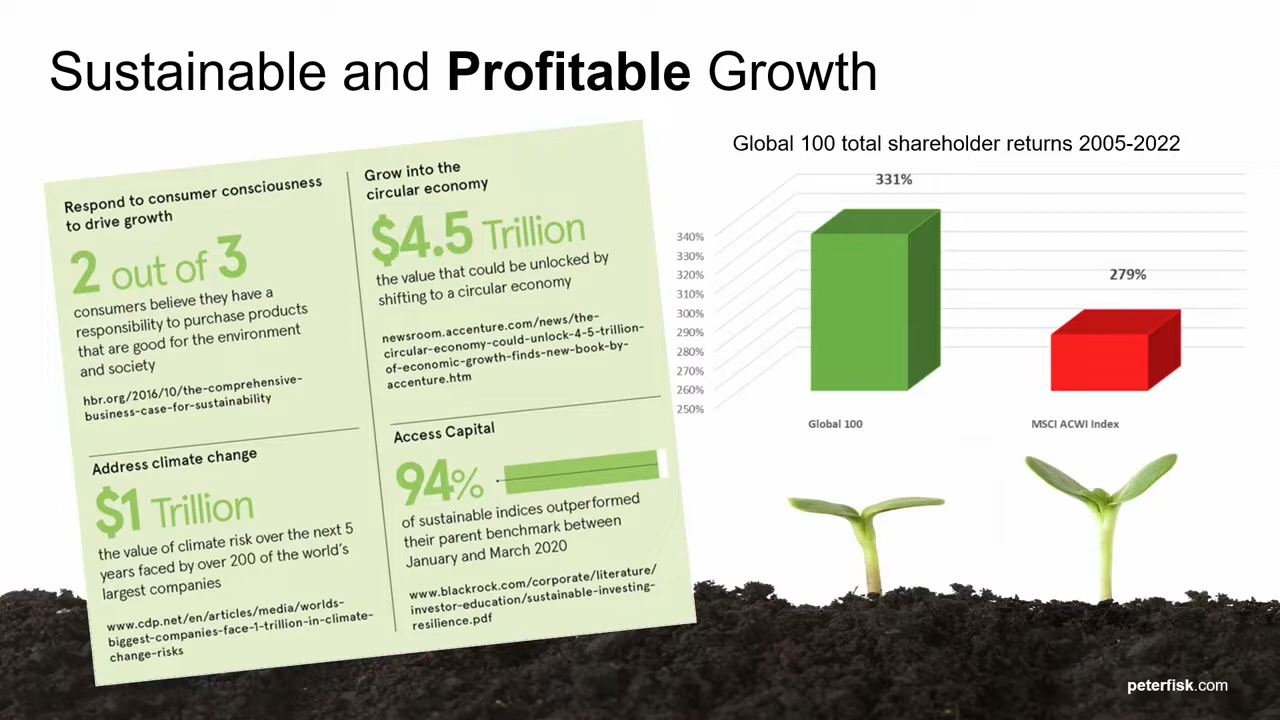 Sustainable and Profitable Growth
Respond to consumer consciousness
to drive growth
2 out of 3
consumers believe they have a
responsibility to purchase products
that are good for the environment
and society
hbr.org/2016/10/the-comprehensive-
business-case-for-sustainability
Grow into the
circular economy
$4.5 Trillion
the value that could be unlocked by
shifting to a circular economy
newsroom.accenture.com/news/the-
circular-economy-could-unlock-4-5-trillion-
of-economic-growth-finds-new-book-by-
accenture.htm
Address climate change
$1 Trillion
the value of climate risk over the next 5
years faced by over 200 of the world's
largest companies
www.cdp.net/en/articles/media/worlds-
biggest-companies-face-1-trillion-in-climate-
change-risks
Access Capital
94%
of sustainable indices outperformed
their parent benchmark between
January and March 2020
www.blackrock.com/corporate/literature/
investor-education/sustainable-investing-
resilience.pdf
Global 100 total shareholder returns 2005-2022
331%
279%
340%
330%
320%
310%
300%
290%
280%
270%
260%
250%
Global 100
MSCI ACWI Index
peterfisk.com